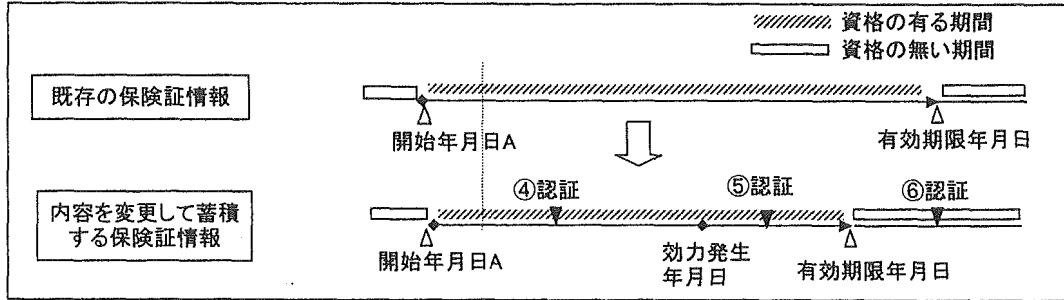 資格の有る期間
資格の無い期間
既存の保険証情報
開始年月日A
有効期限年月日
内容を変更して蓄積
する保険証情報
④認証
⑤認証
⑥認証
開始年月日A
効力発生
年月日
有効期限年月日